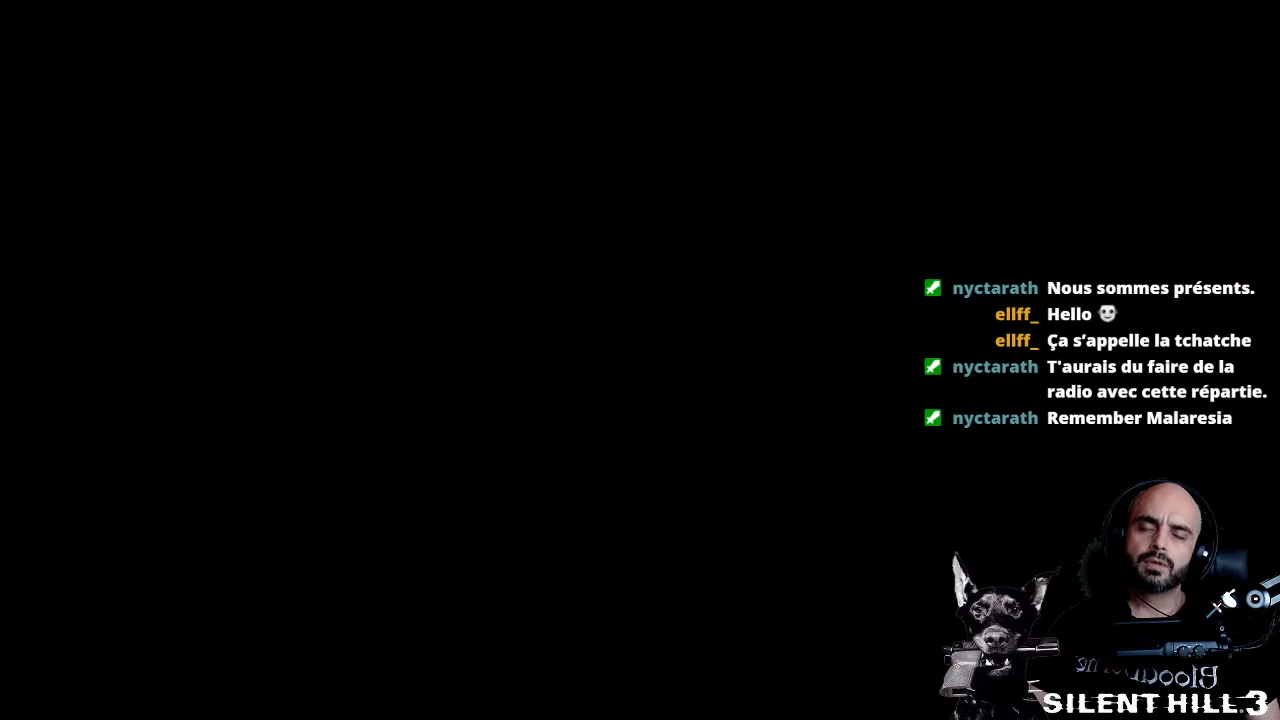 nyctarath Nous sommes présents.
ellff_ Hello
ellff_ Ça s’appelle la tchatche
nyctarath T'aurais du faire de la
radio avec cette répartie.
nyctarath Remember Malaresia
Bloodborne
SILENT HILL 3